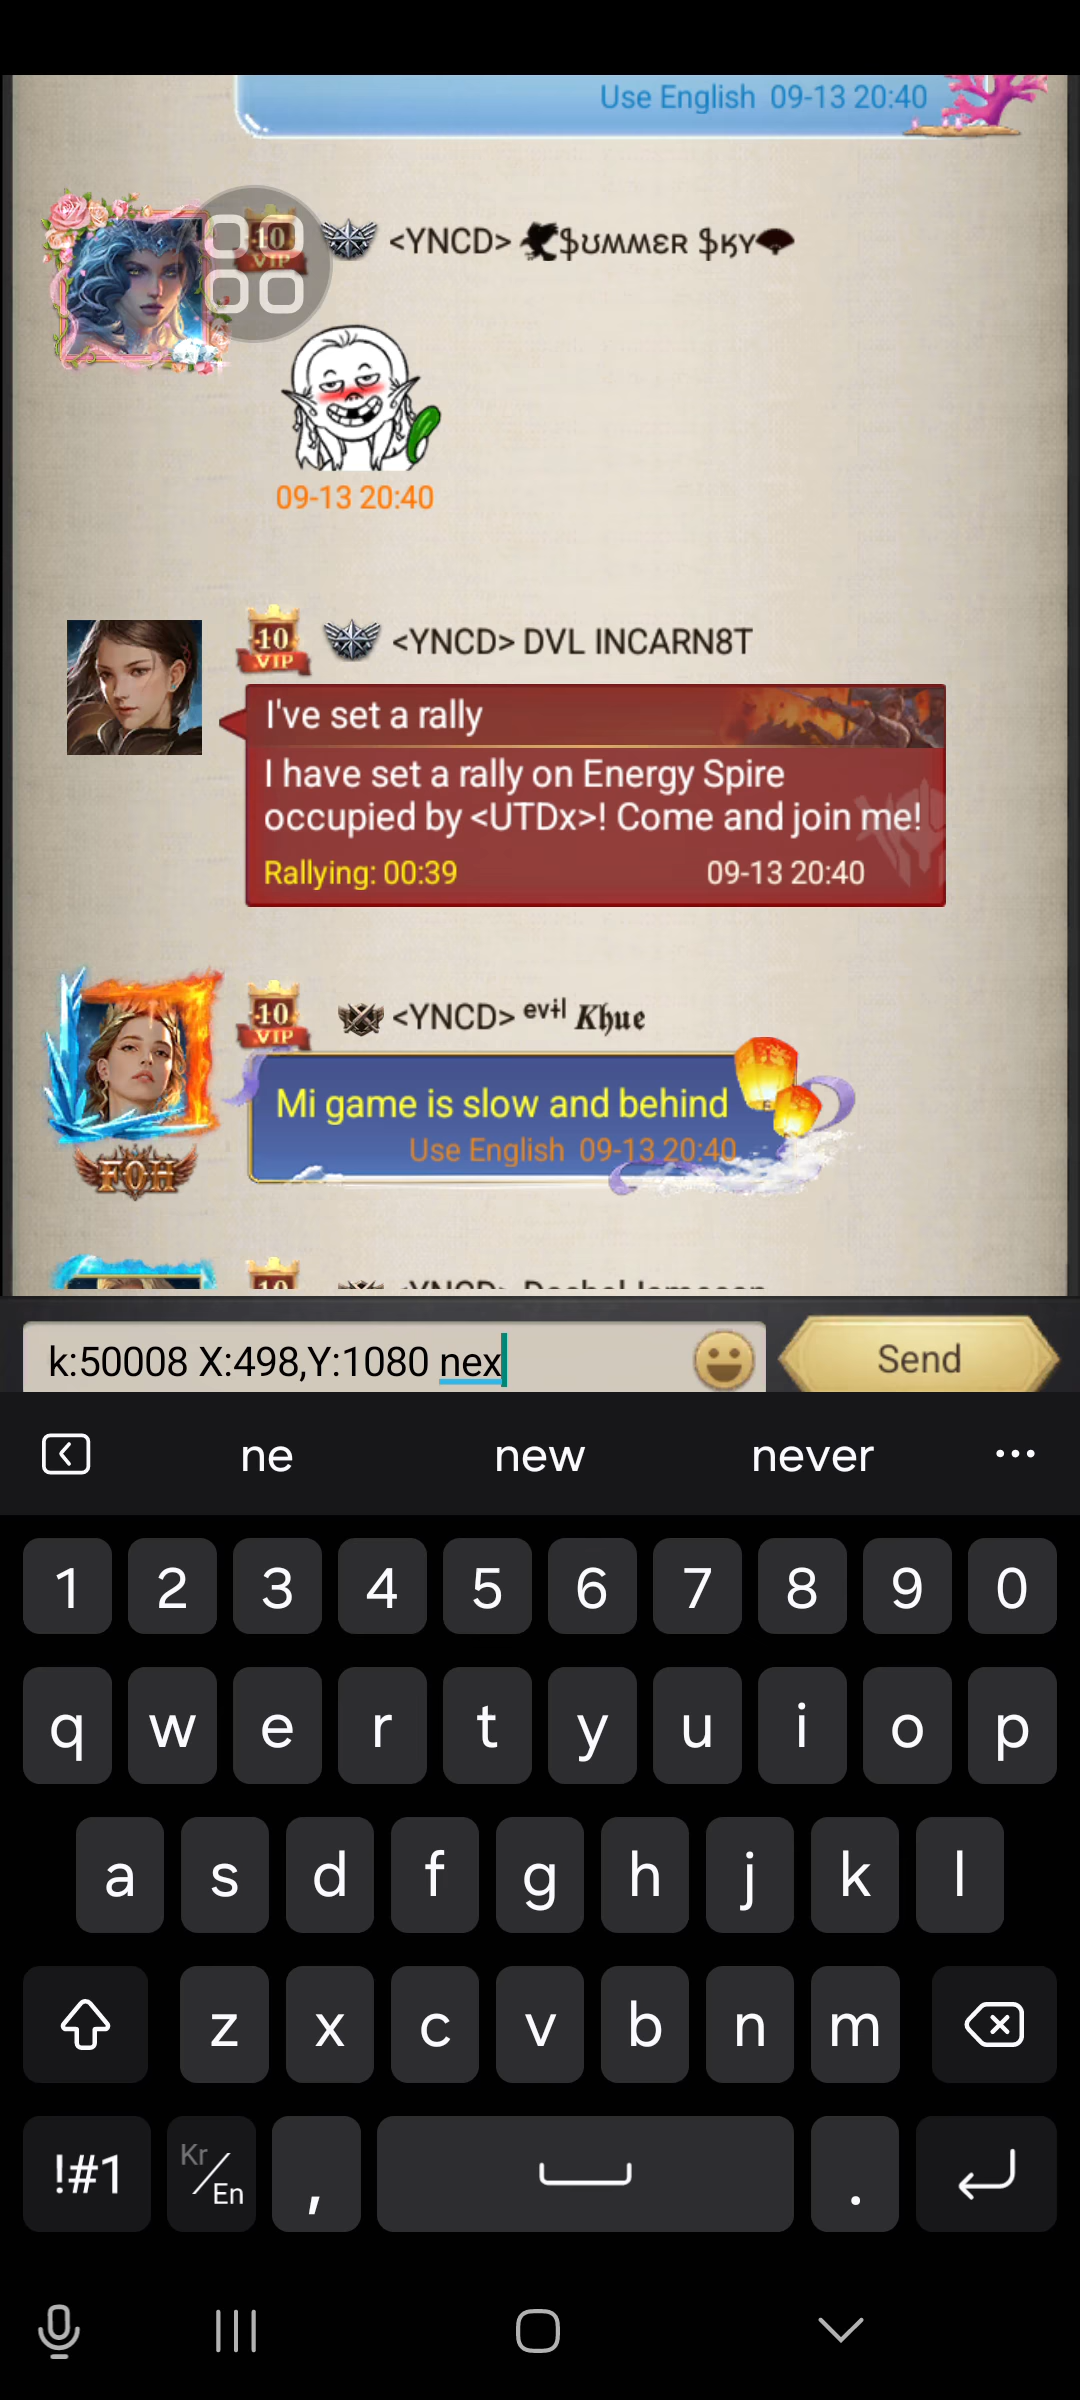 Use English 09-13 20:40
10
VIP
<YNCD> $UMMER $KY
09-13 20:40
10
VIP
<YNCD> DVL INCARN8T
I've set a rally
I have set a rally on Energy Spire
occupied by <UTDx>! Come and join me!
Rallying: 00:39 09-13 20:40
10
VIP
<YNCD> evil Khue
Mi game is slow and behind
Use English 09-13 20:40
FOH
k:50008 X:498,Y:1080 nex
Send
ne new never
1 2 3 4 5 6 7 8 9 0
q w e r t y u i o p
a s d f g h j k l
z x c v b n m
!#1 Kr/En , .